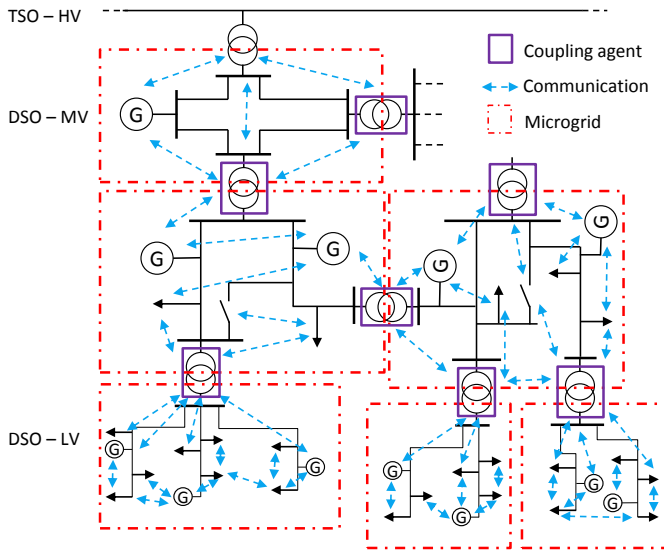 TSO – HV
Coupling agent
Communication
Microgrid
DSO – MV
G
G
G
G
G
DSO – LV
G
G
G
G
G
G
G